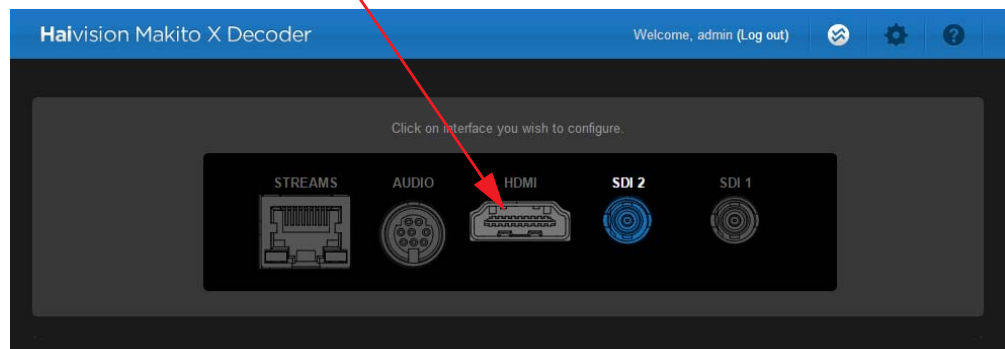 Haivision Makito X Decoder Welcome, admin (Log out)
Click on interface you wish to configure.
STREAMS AUDIO HDMI SDI 2 SDI 1